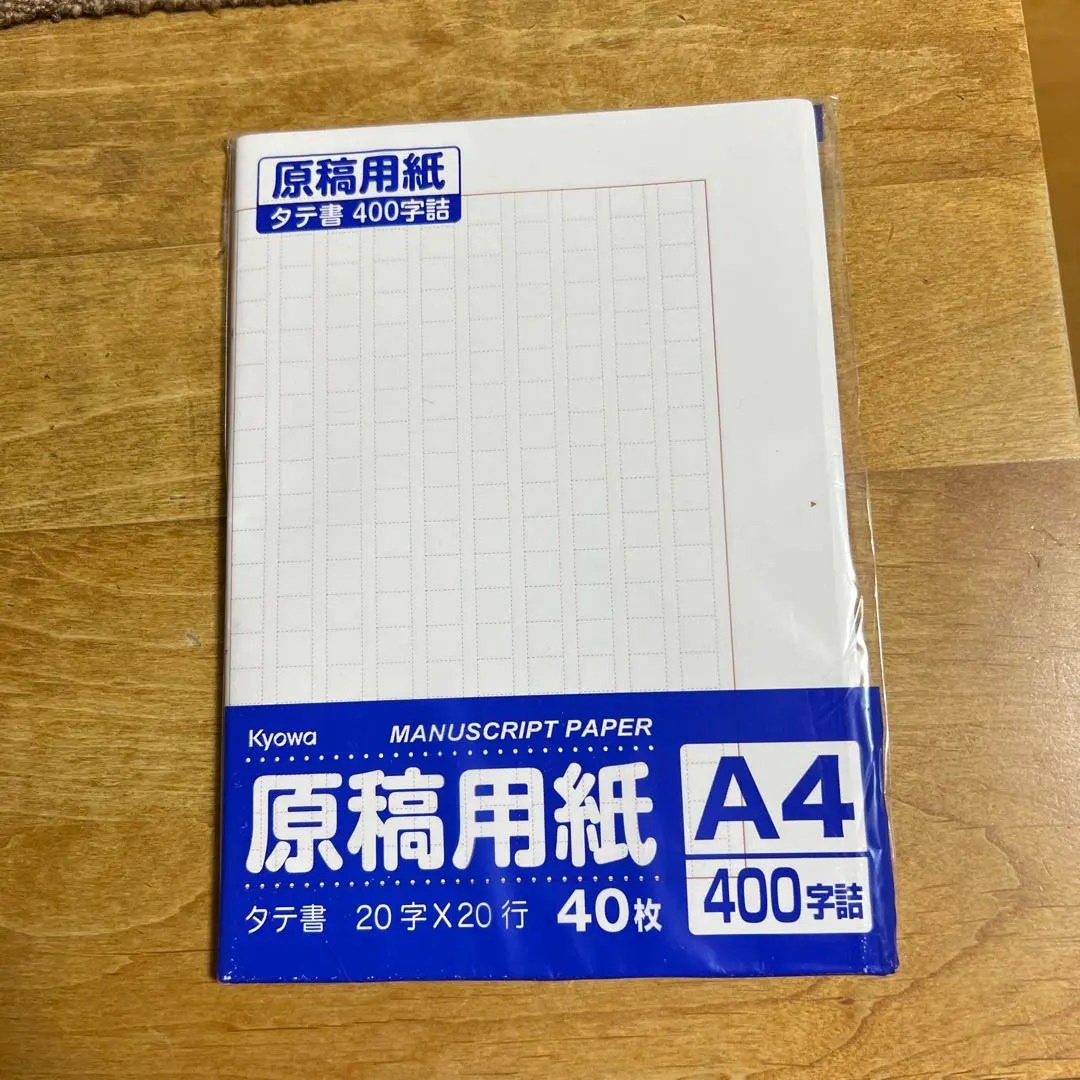 原稿用紙
タテ書 400字詰
Kyowa
MANUSCRIPT PAPER
原稿用紙
タテ書 20字X20行 40枚
A4
400字詰